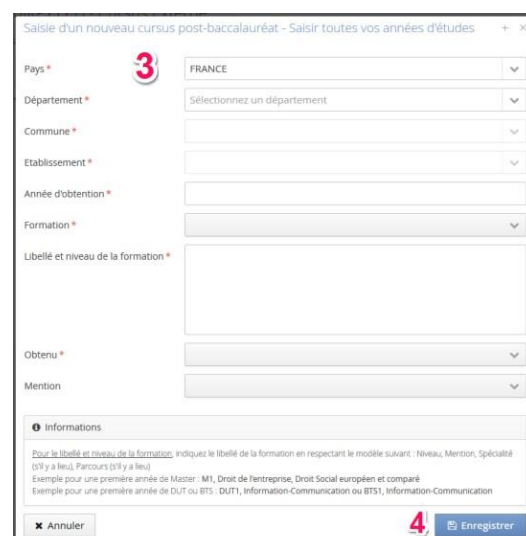 Saisie d'un nouveau cursus post-baccalauréat - Saisir toutes vos années d'études + ×
Pays * 3 FRANCE
Département * Sélectionnez un département
Commune *
Etablissement *
Année d'obtention *
Formation *
Libellé et niveau de la formation *
Obtenu *
Mention
Informations
Pour le libellé et niveau de la formation, indiquez le libellé de la formation en respectant le modèle suivant : Niveau, Mention, Spécialité
(s'il y a lieu), Parcours (s'il y a lieu)
Exemple pour une première année de Master : M1, Droit de l'entreprise, Droit Social européen et comparé
Exemple pour une première année de DUT ou BTS : DUT1, Information-Communication ou BTS1, Information-Communication
Annuler 4 Enregistrer